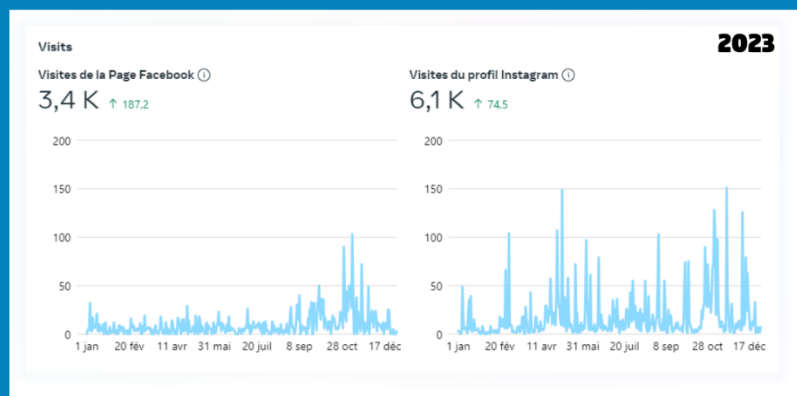 Visits
2023
Visites de la Page Facebook
3,4 K ↑ 187,2
200
150
100
50
0
1 jan 20 fév 11 avr 31 mai 20 juil 8 sep 28 oct 17 déc
Visites du profil Instagram
6,1 K ↑ 74,5
200
150
100
50
0
1 jan 20 fév 11 avr 31 mai 20 juil 8 sep 28 oct 17 déc